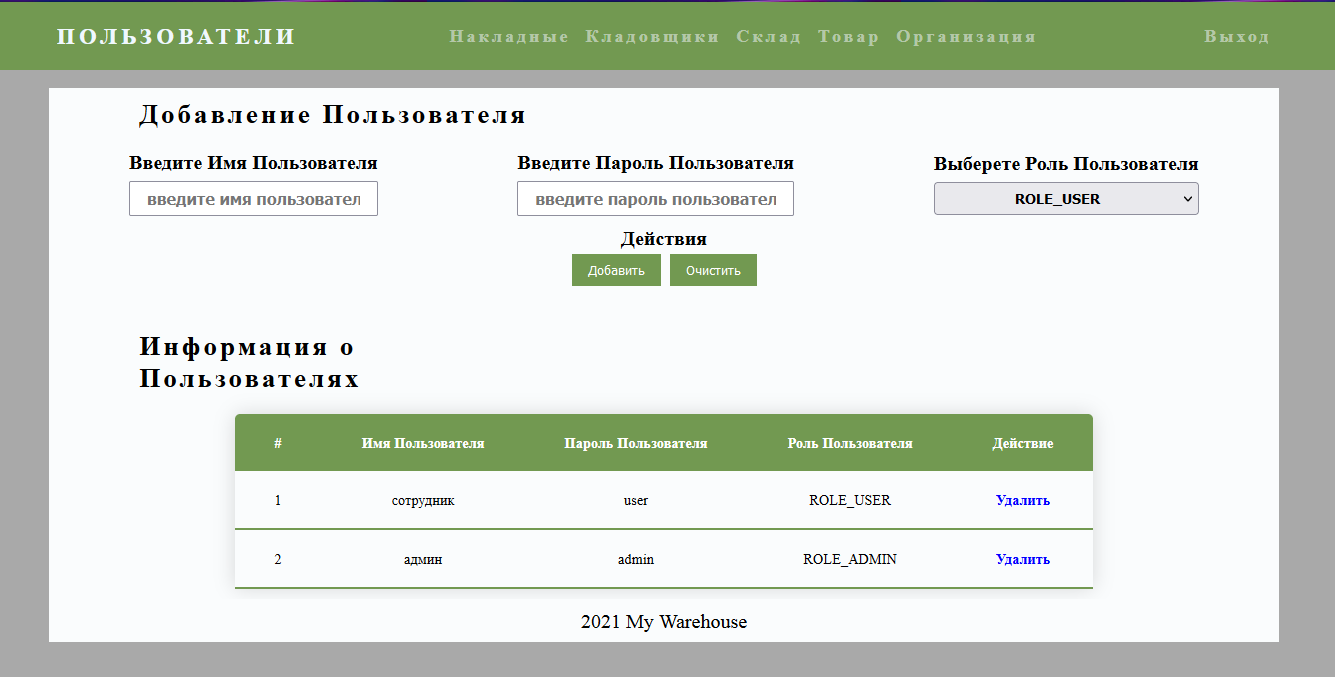 ПОЛЬЗОВАТЕЛИ Накладные Кладовщики Склад Товар Организация Выход
Добавление Пользователя
Введите Имя Пользователя Введите Пароль Пользователя Выберете Роль Пользователя
введите имя пользовател введите пароль пользовател ROLE_USER
Действия
Добавить Очистить
Информация о
Пользователях
# Имя Пользователя Пароль Пользователя Роль Пользователя Действие
1 сотрудник user ROLE_USER Удалить
2 админ admin ROLE_ADMIN Удалить
2021 My Warehouse